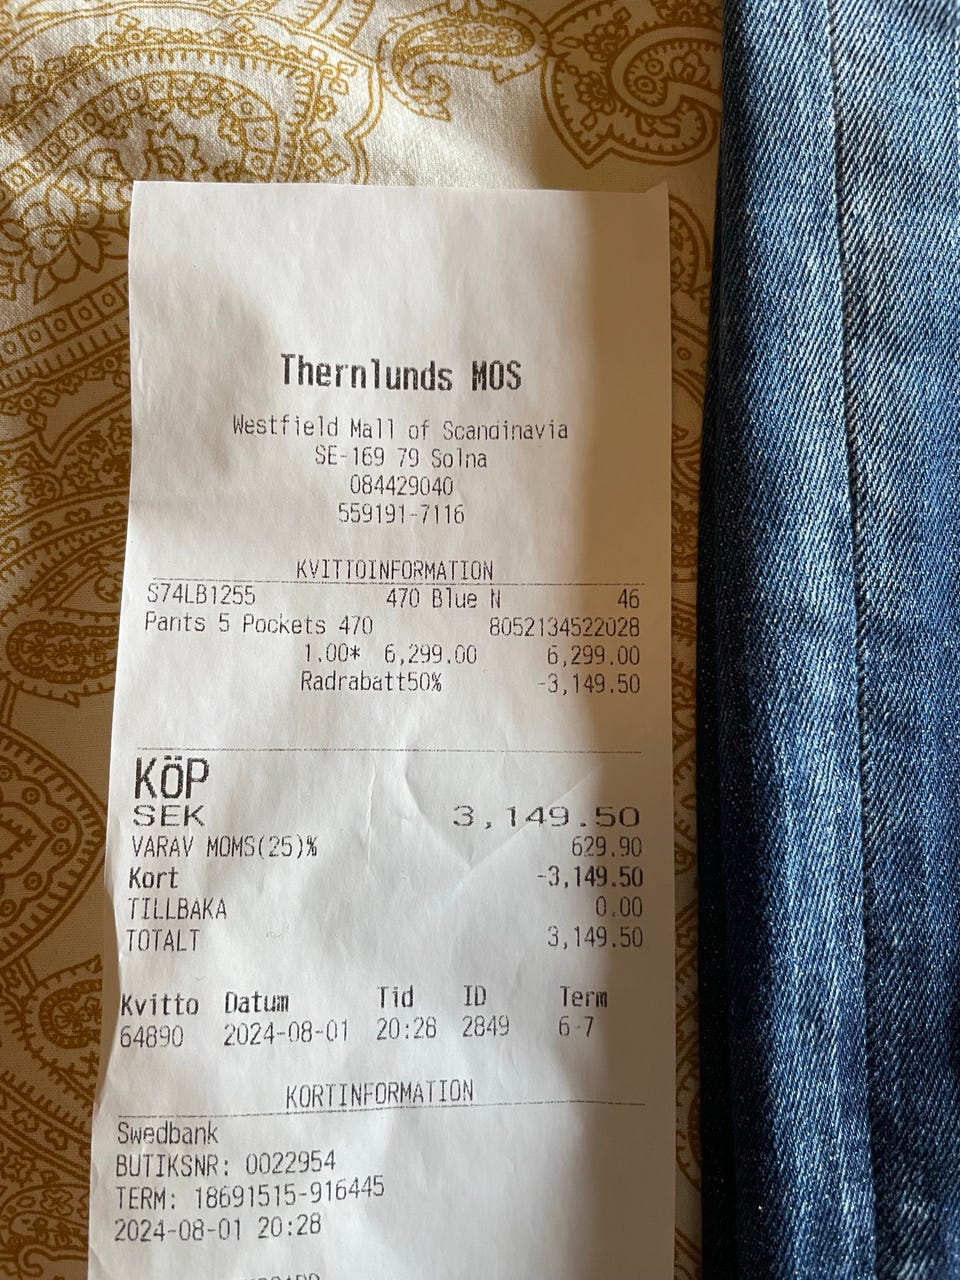 Thernlunds MOS
Westfield Mall of Scandinavia
SE-169 79 Solna
084429040
559191-7116
KVITTOINFORMATION
S74LB1255 470 Blue N 46
Pants 5 Pockets 470 8052134522028
1.00* 6,299.00 6,299.00
Radrabatt50% -3,149.50
KÖP
SEK 3,149.50
VARAV MOMS(25)% 629.90
Kort -3,149.50
TILLBAKA 0.00
TOTALT 3,149.50
Kvitto Datum Tid ID Term
64890 2024-08-01 20:28 2849 6-7
KORTINFORMATION
Swedbank
BUTIKSNR: 0022954
TERM: 18691515-916445
2024-08-01 20:28